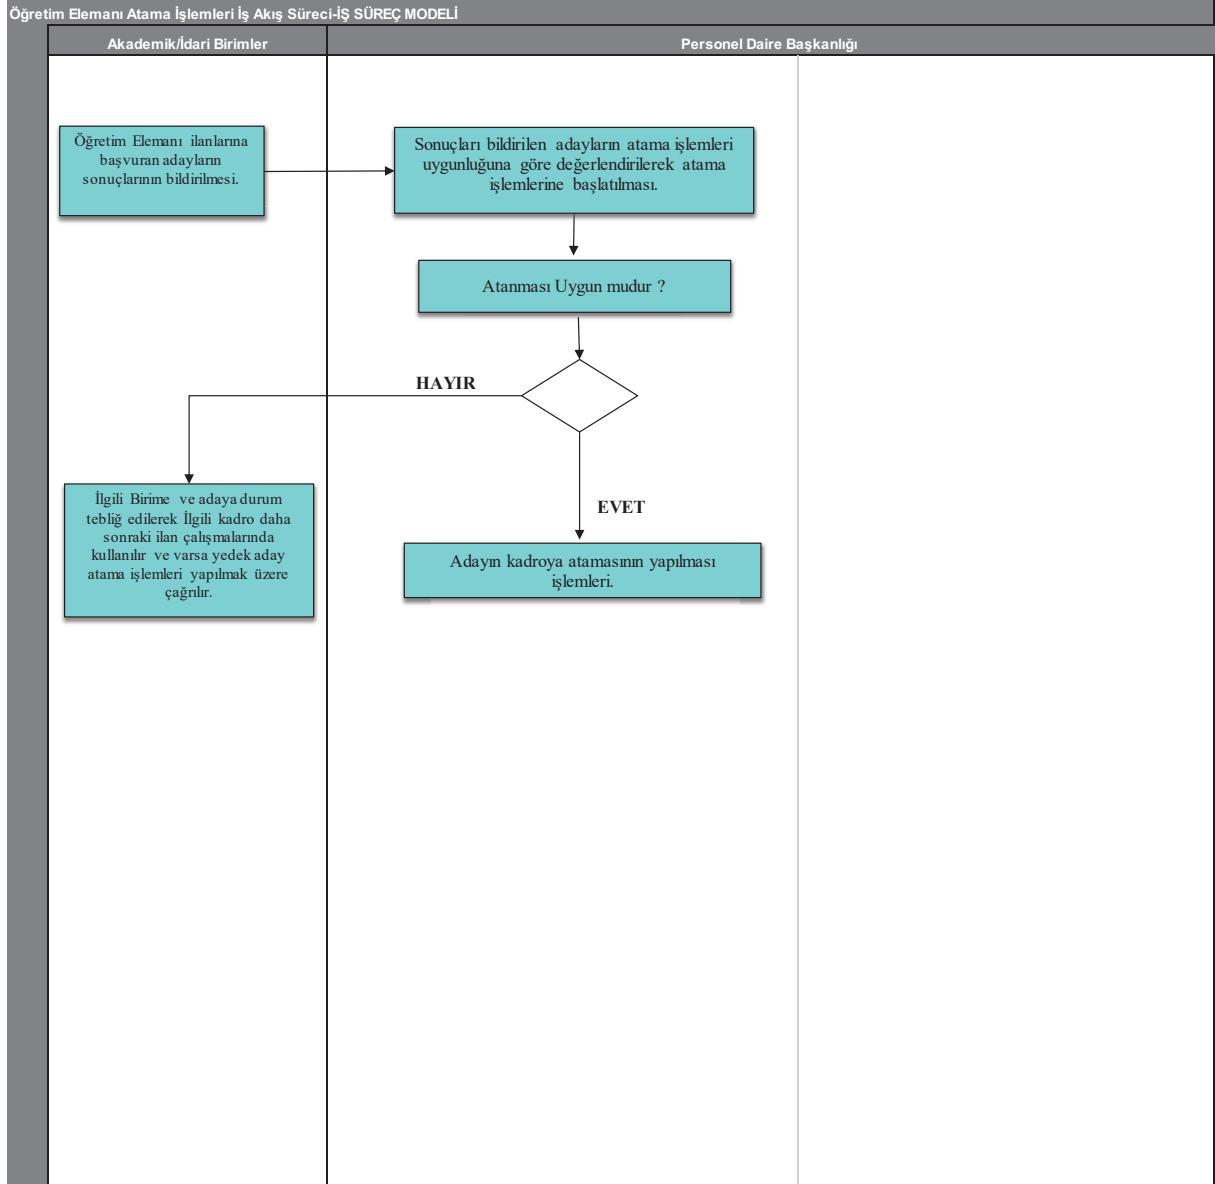 Öğretim Elemanı Atama İşlemleri İş Akış Süreci-İŞ SÜREÇ MODELİ
Akademik/İdari Birimler
Personel Daire Başkanlığı
Öğretim Elemanı ilanlarına
başvuran adayların
sonuçlarının bildirilmesi.
Sonuçları bildirilen adayların atama işlemleri
uygunluğuna göre değerlendirilerek atama
işlemlerine başlatılması.
Atanması Uygun mudur ?
HAYIR
İlgili Birime ve adaya durum
tebliğ edilerek İlgili kadro daha
sonraki ilan çalışmalarında
kullanılır ve varsa yedek aday
atama işlemleri yapılmak üzere
çağrılır.
EVET
Adayın kadroya atamasının yapılması
işlemleri.